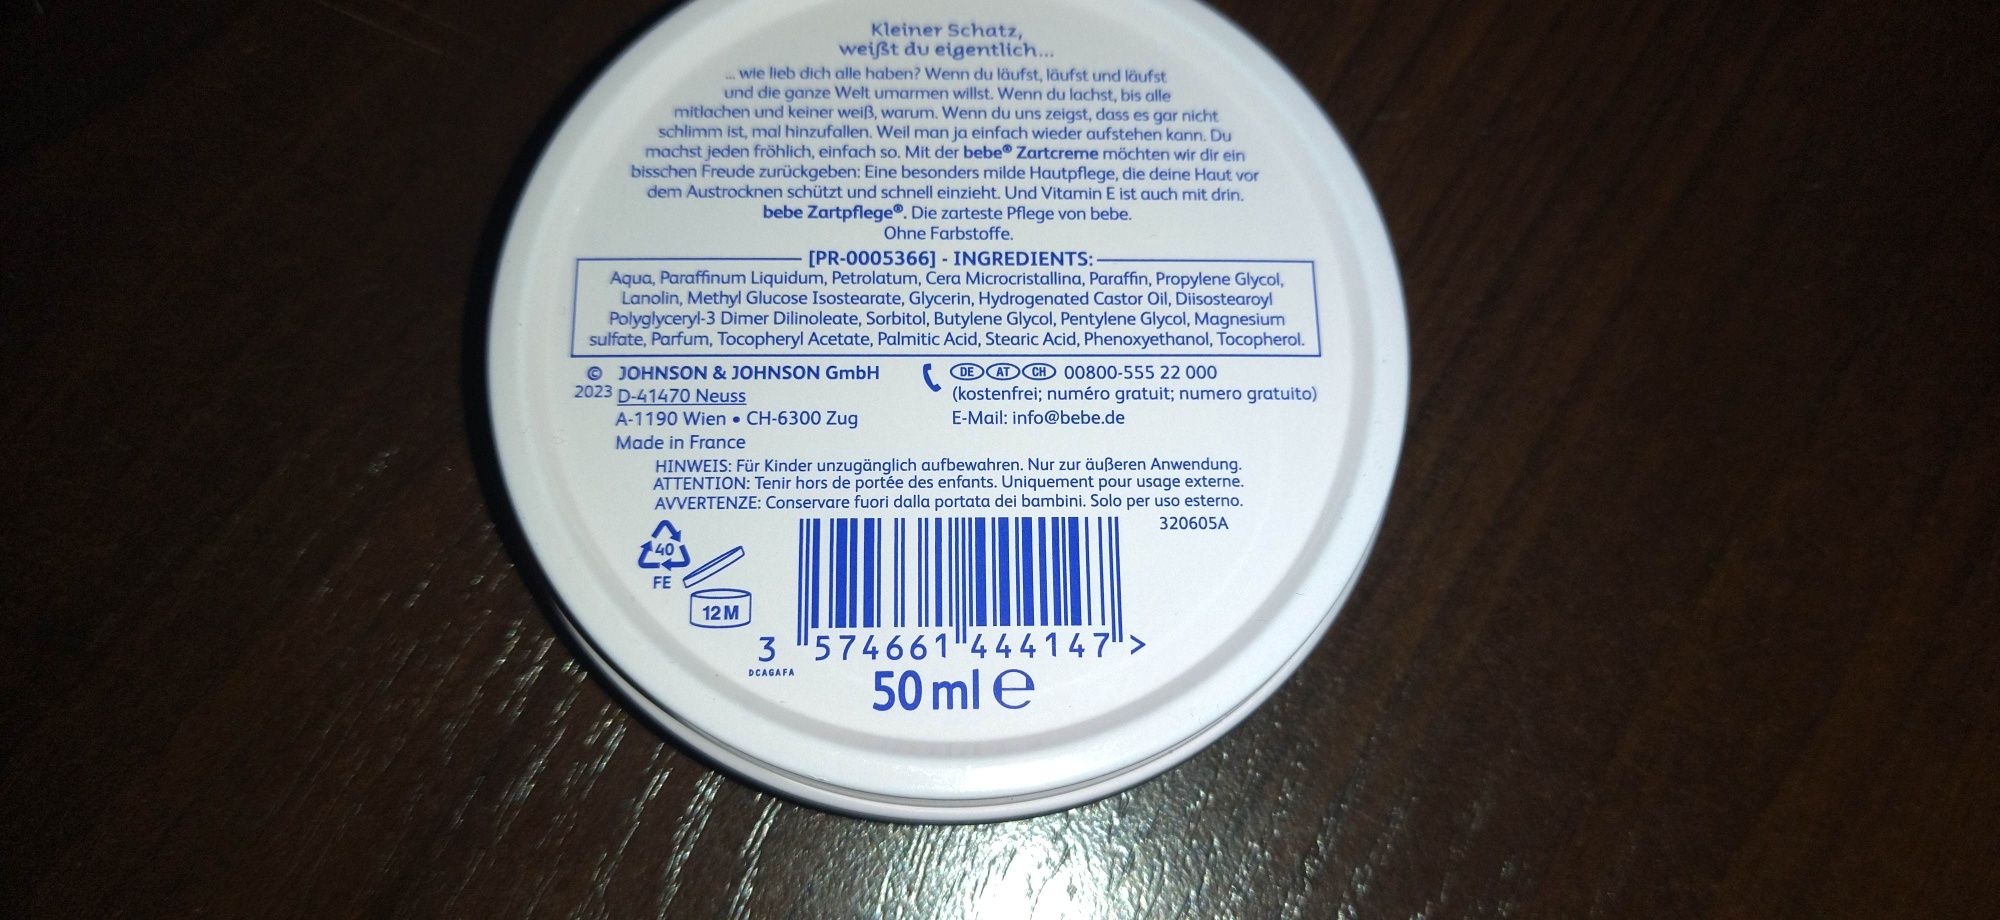 Kleiner Schatz,
weißt du eigentlich...
... wie lieb dich alle haben? Wenn du läufst, läufst und läufst
und die ganze Welt umarmen willst. Wenn du lachst, bis alle
mitlachen und keiner weiß, warum. Wenn du uns zeigst, dass es gar nicht
schlimm ist, mal hinzufallen. Weil man ja einfach wieder aufstehen kann. Du
machst jeden fröhlich, einfach so. Mit der bebe® Zartcreme möchten wir dir ein
bisschen Freude zurückgeben: Eine besonders milde Hautpflege, die deine Haut vor
dem Austrocknen schützt und schnell einzieht. Und Vitamin E ist auch mit drin.
bebe Zartpflege®. Die zarteste Pflege von bebe.
Ohne Farbstoffe.
[PR-0005366] - INGREDIENTS:
Aqua, Paraffinum Liquidum, Petrolatum, Cera Microcristallina, Paraffin, Propylene Glycol,
Lanolin, Methyl Glucose Isostearate, Glycerin, Hydrogenated Castor Oil, Diisostearoyl
Polyglyceryl-3 Dimer Dilinoleate, Sorbitol, Butylene Glycol, Pentylene Glycol, Magnesium
sulfate, Parfum, Tocopheryl Acetate, Palmitic Acid, Stearic Acid, Phenoxyethanol, Tocopherol.
© JOHNSON & JOHNSON GmbH
2023 D-41470 Neuss
A-1190 Wien • CH-6300 Zug
Made in France
DE AT CH 00800-555 22 000
(kostenfrei; numéro gratuit; numero gratuito)
E-Mail: info@bebe.de
HINWEIS: Für Kinder unzugänglich aufbewahren. Nur zur äußeren Anwendung.
ATTENTION: Tenir hors de portée des enfants. Uniquement pour usage externe.
AVVERTENZE: Conservare fuori dalla portata dei bambini. Solo per uso esterno.
320605A
40
FE
12 M
3 574661 444147 >
DCAGAFA
50 ml e